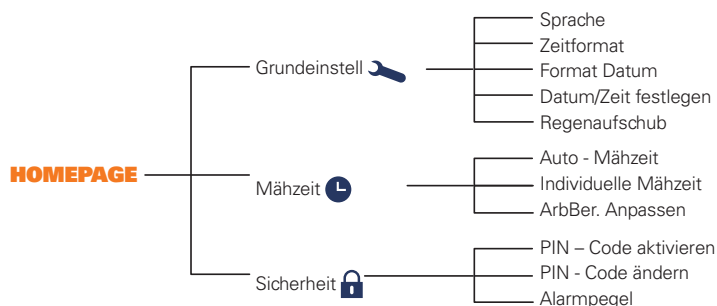 HOMEPAGE
Grundeinstell
Sprache
Zeitformat
Format Datum
Datum/Zeit festlegen
Regenaufschub
Mähzeit
Auto - Mähzeit
Individuelle Mähzeit
ArbBer. Anpassen
Sicherheit
PIN – Code aktivieren
PIN - Code ändern
Alarmpegel